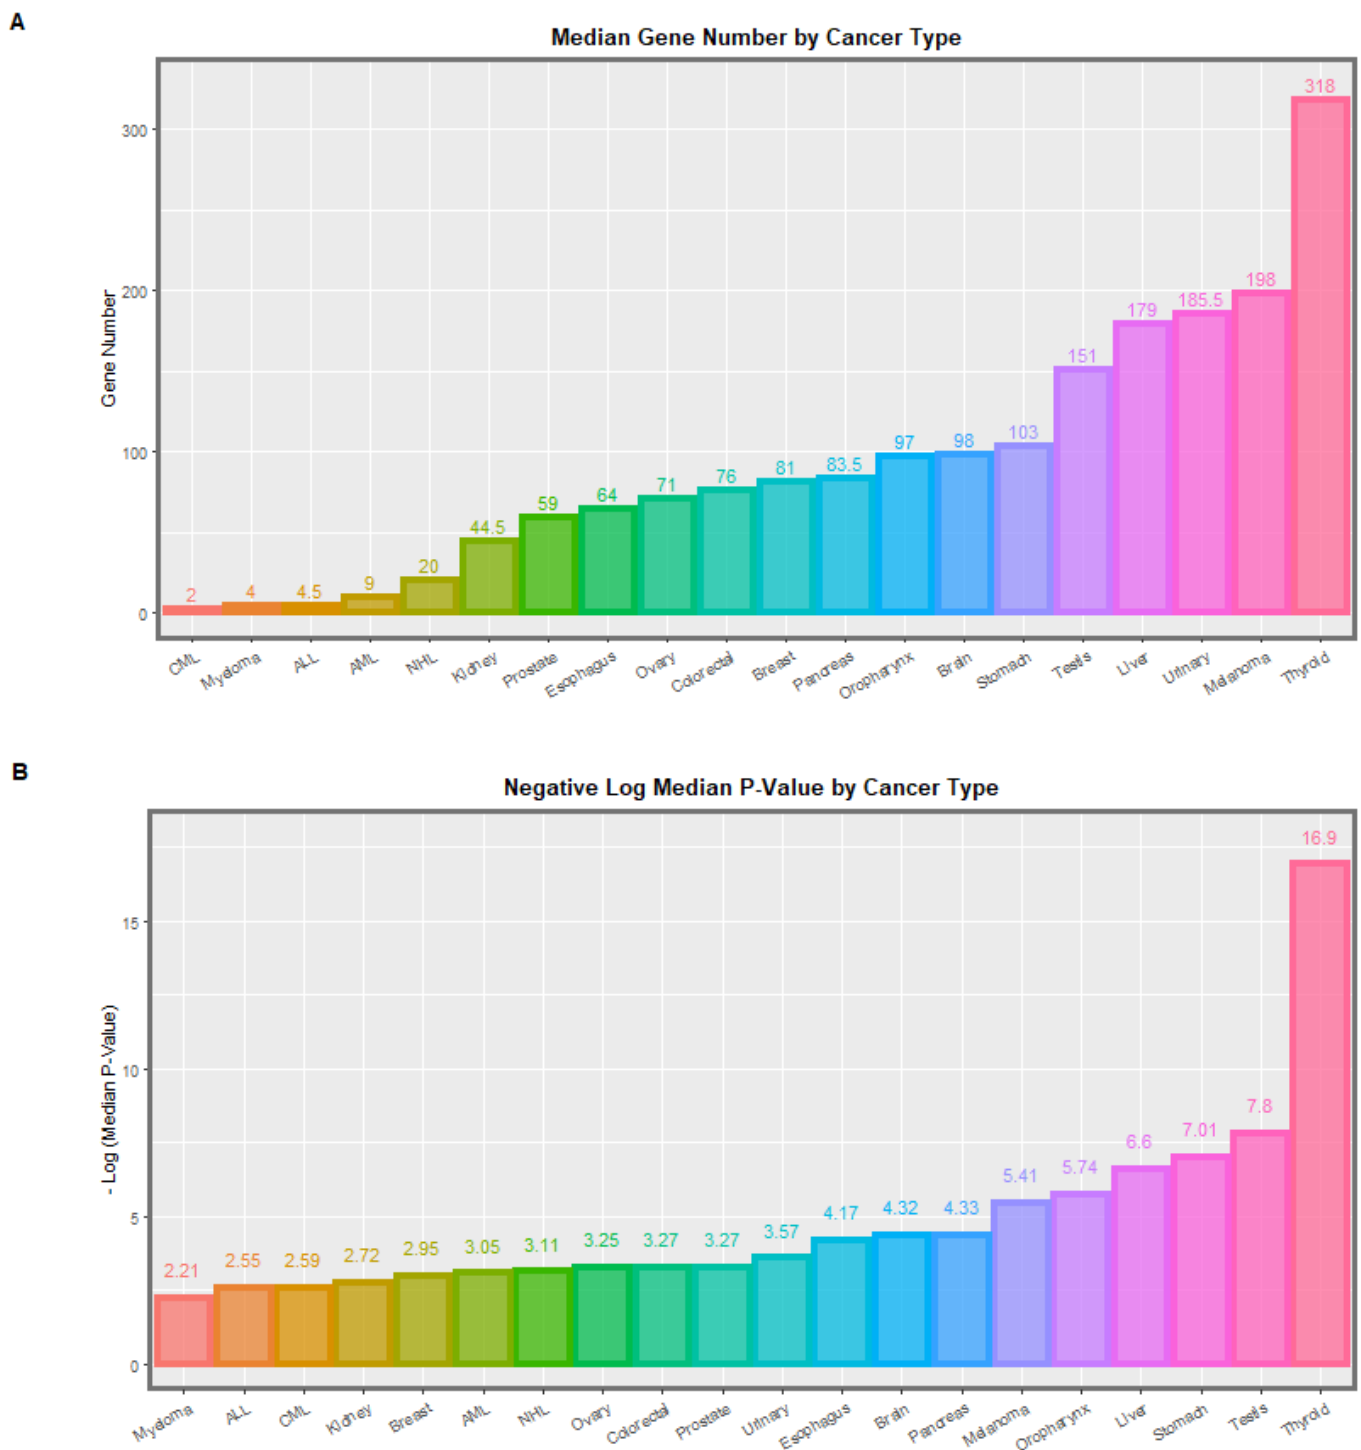 A
Median Gene Number by Cancer Type
Gene Number
300
200
100
0
2
4
4.5
9
20
44.5
59
64
71
76
81
83.5
97
98
103
151
179
185.5
198
318
CML
Myeloma
ALL
AML
NHL
Kidney
Prostate
Esophagus
Ovary
Colorectal
Breast
Pancreas
Oropharynx
Brain
Stomach
Testis
Liver
Urinary
Melanoma
Thyroid
B
Negative Log Median P-Value by Cancer Type
- Log (Median P-Value)
15
10
5
0
2.21
2.55
2.59
2.72
2.95
3.05
3.11
3.25
3.27
3.27
3.57
4.17
4.32
4.33
5.41
5.74
6.6
7.01
7.8
16.9
Myeloma
ALL
CML
Kidney
Breast
AML
NHL
Ovary
Colorectal
Prostate
Urinary
Esophagus
Brain
Pancreas
Melanoma
Oropharynx
Liver
Stomach
Testis
Thyroid